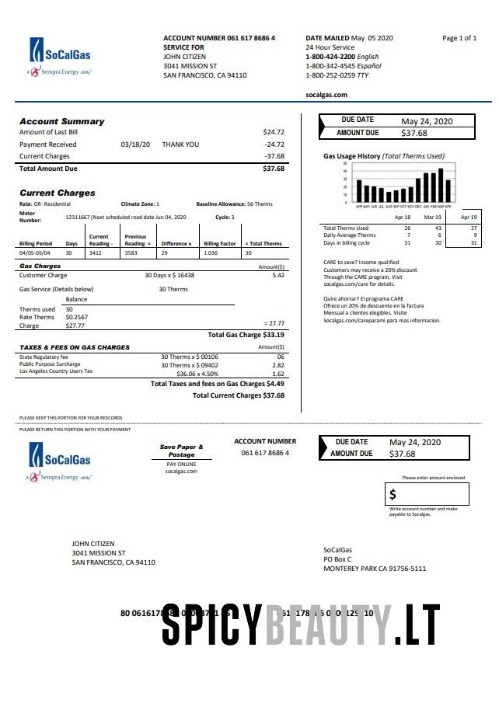 SoCalGas
A Sempra Energy utility
ACCOUNT NUMBER 061 617 8686 4
SERVICE FOR
JOHN CITIZEN
3041 MISSION ST
SAN FRANCISCO, CA 94110
DATE MAILED May 05 2020
24 Hour Service
1-800-424-2200 English
1-800-342-4545 Español
1-800-252-0259 TTY
socalgas.com
Page 1 of 1
Account Summary
Amount of Last Bill $24.72
Payment Received 03/18/20 THANK YOU -24.72
Current Charges -37.68
Total Amount Due $37.68
DUE DATE May 24, 2020
AMOUNT DUE $37.68
Gas Usage History (Total Therms Used)
Apr 18 Mar 19 Apr 19
Total Therms Used 26 43 27
Daily Average Therms 7 6 9
Days in billing cycle 31 30 31
Current Charges
Rate: GR- Residential Climate Zone: 1 Baseline Allowance: 56 Therms
Meter Number: 12311667 (Next scheduled road date Jun 04, 2020 Cycle: 3
Billing Period Days Current Reading - Previous Reading = Difference x Billing Factor = Total Therms
04/05-05/04 30 3412 3583 29 1.036 30
Gas Charges Amount($)
Customer Charge 30 Days x $ 16438 5.42
Gas Service (Details below) 30 Therms
Balance
Therms used 30
Rate Therms $0.2567
Charge $27.77 = 27.77
Total Gas Charge $33.19
TAXES & FEES ON GAS CHARGES Amount($)
State Regulatory fee 30 Therms x $ 00106 06
Public Purpose Surcharge 30 Therms x $ 09402 2.82
Los Angeles Country Users Tax $36.06 x 4.50% 1.62
Total Taxes and fees on Gas Charges $4.49
Total Current Charges $37.68
CARE to save? Income qualified
Customers may receive a 20% discount
Through the CARE program. Visit
socalgas.com/care for details.
Quine ahorrar? El programa CARE
Ofrece un 20% de descuento en la factura
Mensual a clientes elegibles. Visite
Socalgas.com/careparami para mas informacion.
PLEASE KEEP THIS PORTION FOR YOUR REECORDS
PLEASE RETURN THIS PORTION WITH YOUR PAYMENT
SoCalGas
A Sempra Energy utility
Save Paper &
Postage
PAY ONLINE
socalgas.com
ACCOUNT NUMBER
061 617 8686 4
DUE DATE May 24, 2020
AMOUNT DUE $37.68
Please enter amount enclosed
$
Write account number and make
payable to Socalgas.
JOHN CITIZEN
3041 MISSION ST
SAN FRANCISCO, CA 94110
SoCalGas
PO Box C
MONTEREY PARK CA 91756-5111
SPICYBEAUTY.LT